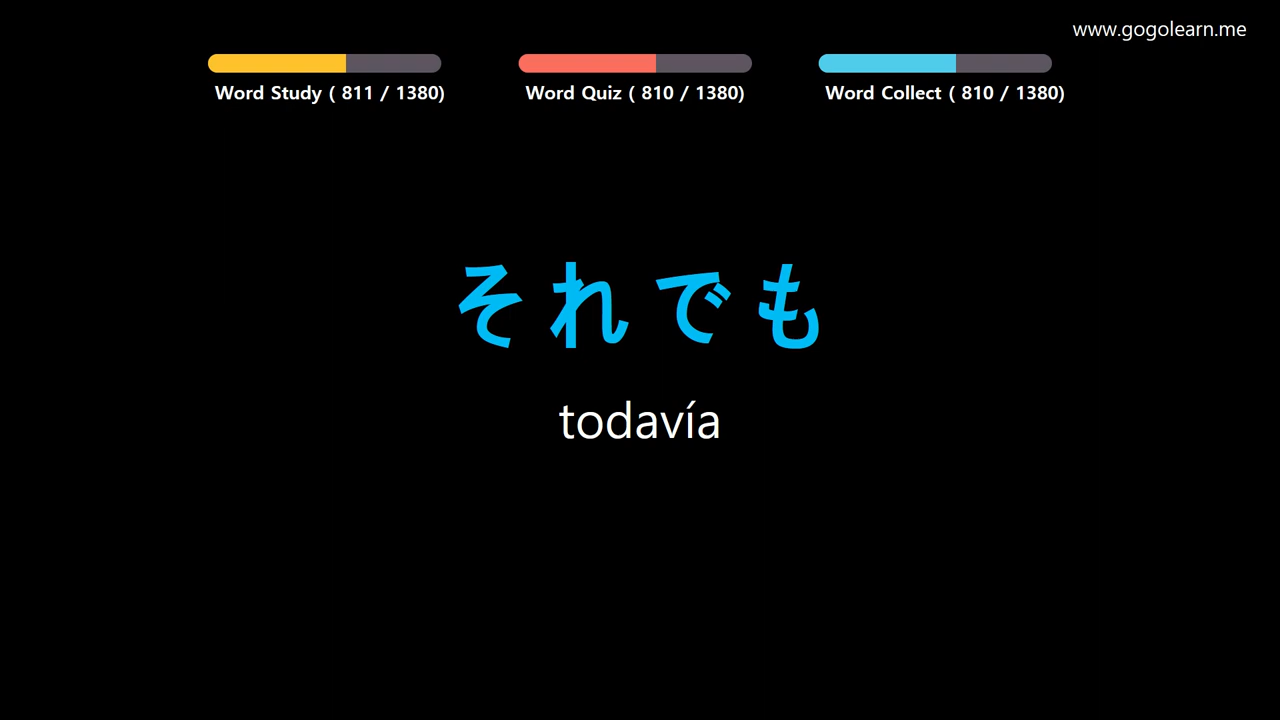 www.gogolearn.me
Word Study ( 811 / 1380)
Word Quiz ( 810 / 1380)
Word Collect ( 810 / 1380)
それでも
todavía